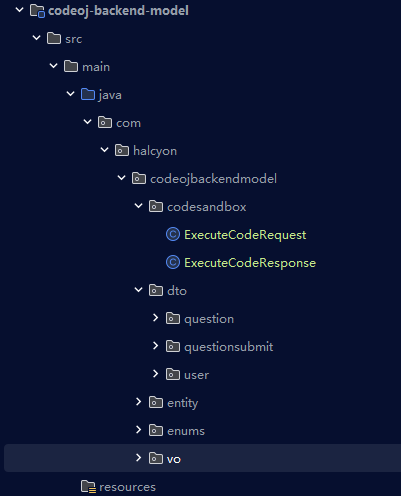 codeoj-backend-model
src
main
java
com
halcyon
codeojbackendmodel
codesandbox
C ExecuteCodeRequest
C ExecuteCodeResponse
dto
question
questionsubmit
user
entity
enums
vo
resources